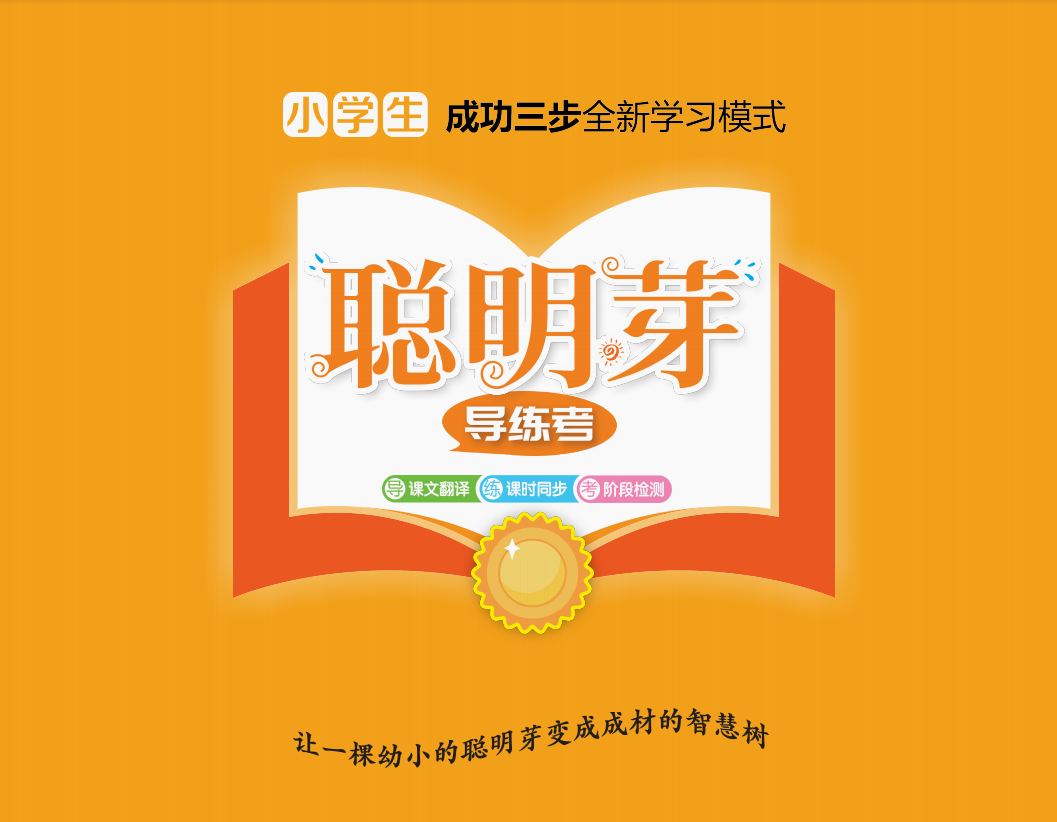 小学生 成功三步全新学习模式
聪明芽
导练考
导 课文翻译 练 课时同步 考 阶段检测
让一棵幼小的聪明芽变成成材的智慧树